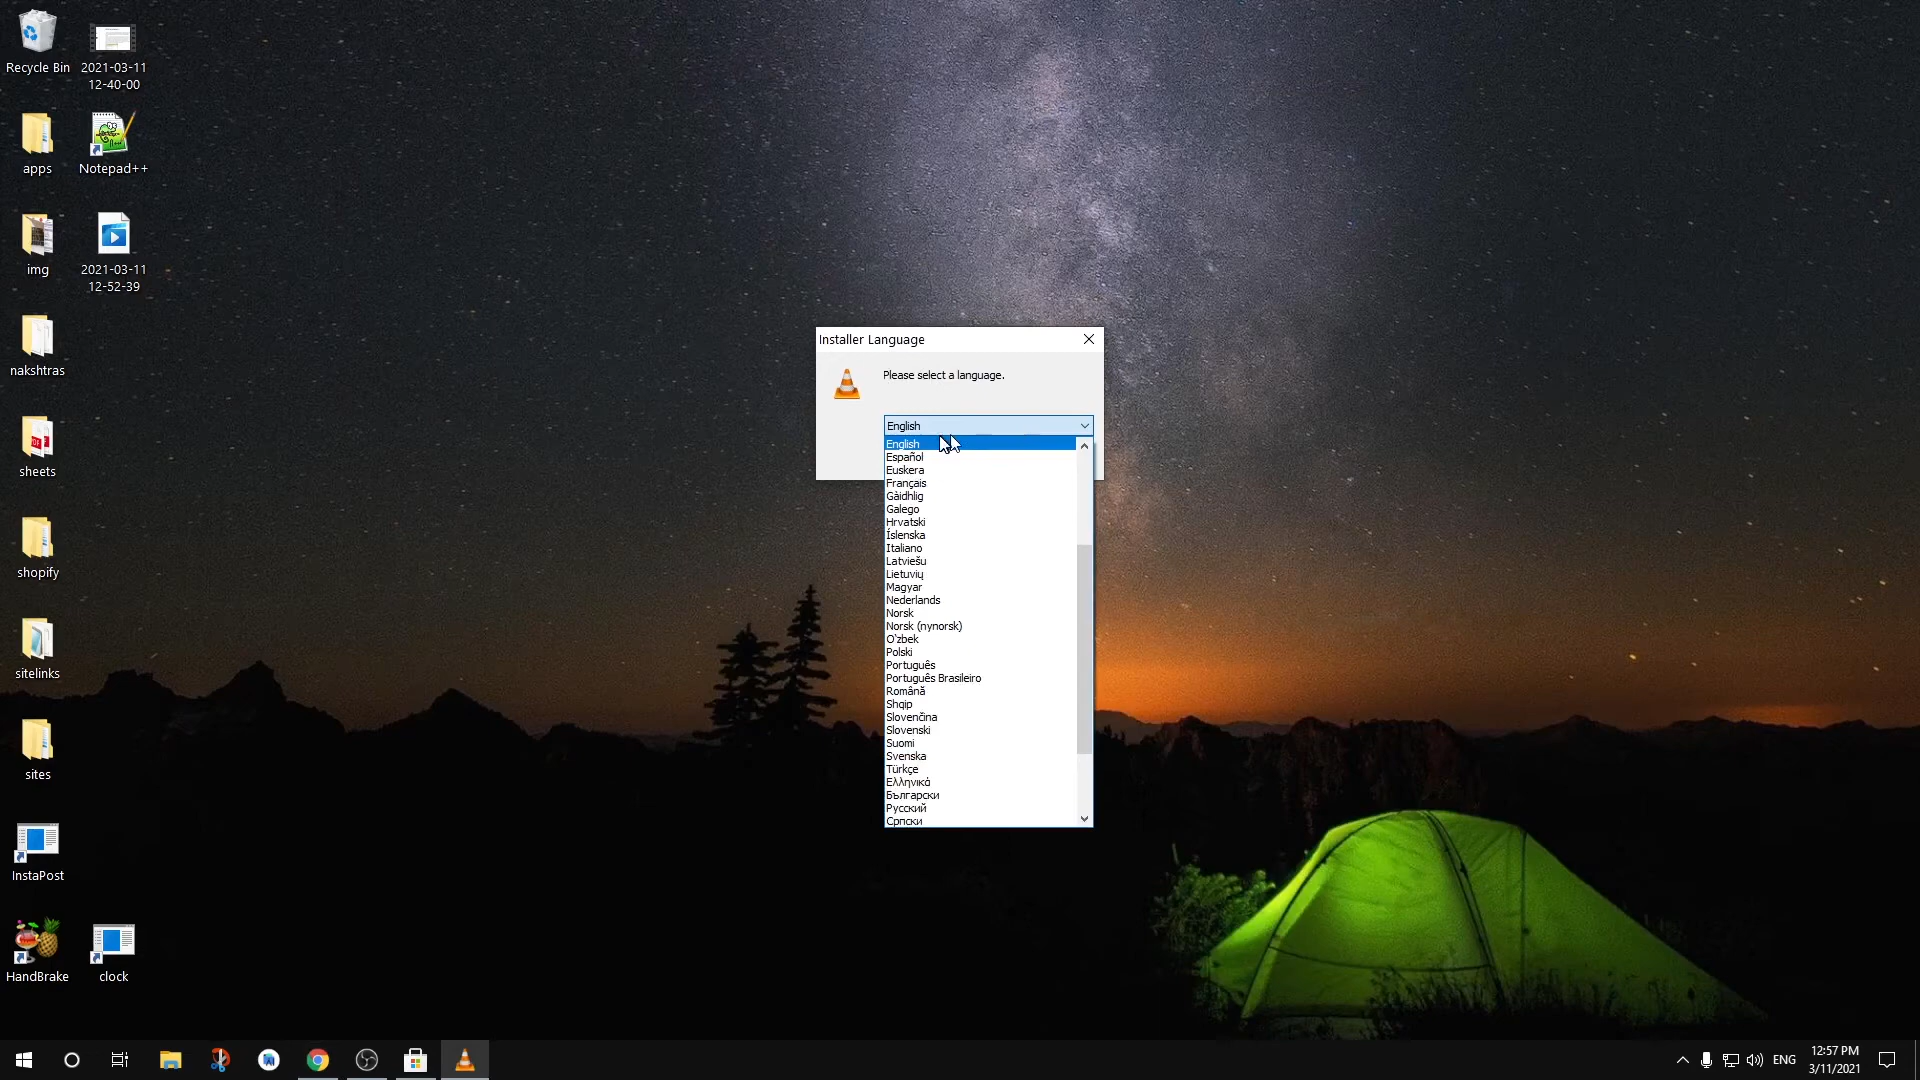 Recycle Bin
2021-03-11
12-40-00
apps
Notepad++
img
2021-03-11
12-52-39
nakshtras
sheets
shopify
sitelinks
sites
InstaPost
HandBrake
clock
Installer Language
Please select a language.
English
English
Español
Euskera
Français
Gàidhlig
Galego
Hrvatski
Íslenska
Italiano
Latviešu
Lietuvių
Magyar
Nederlands
Norsk
Norsk (nynorsk)
O'zbek
Polski
Português
Português Brasileiro
Română
Shqip
Slovenčina
Slovenski
Suomi
Svenska
Türkçe
Ελληνικά
Български
Русский
Српски
ENG
12:57 PM
3/11/2021